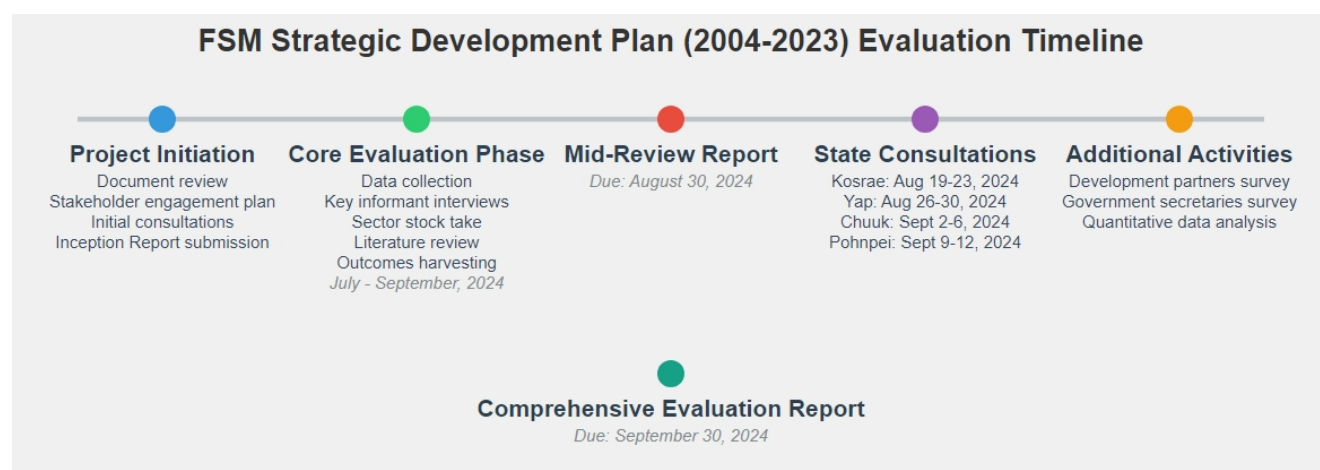 FSM Strategic Development Plan (2004-2023) Evaluation Timeline
Project Initiation
Document review
Stakeholder engagement plan
Initial consultations
Inception Report submission
Core Evaluation Phase
Data collection
Key informant interviews
Sector stock take
Literature review
Outcomes harvesting
July - September, 2024
Mid-Review Report
Due: August 30, 2024
State Consultations
Kosrae: Aug 19-23, 2024
Yap: Aug 26-30, 2024
Chuuk: Sept 2-6, 2024
Pohnpei: Sept 9-12, 2024
Additional Activities
Development partners survey
Government secretaries survey
Quantitative data analysis
Comprehensive Evaluation Report
Due: September 30, 2024